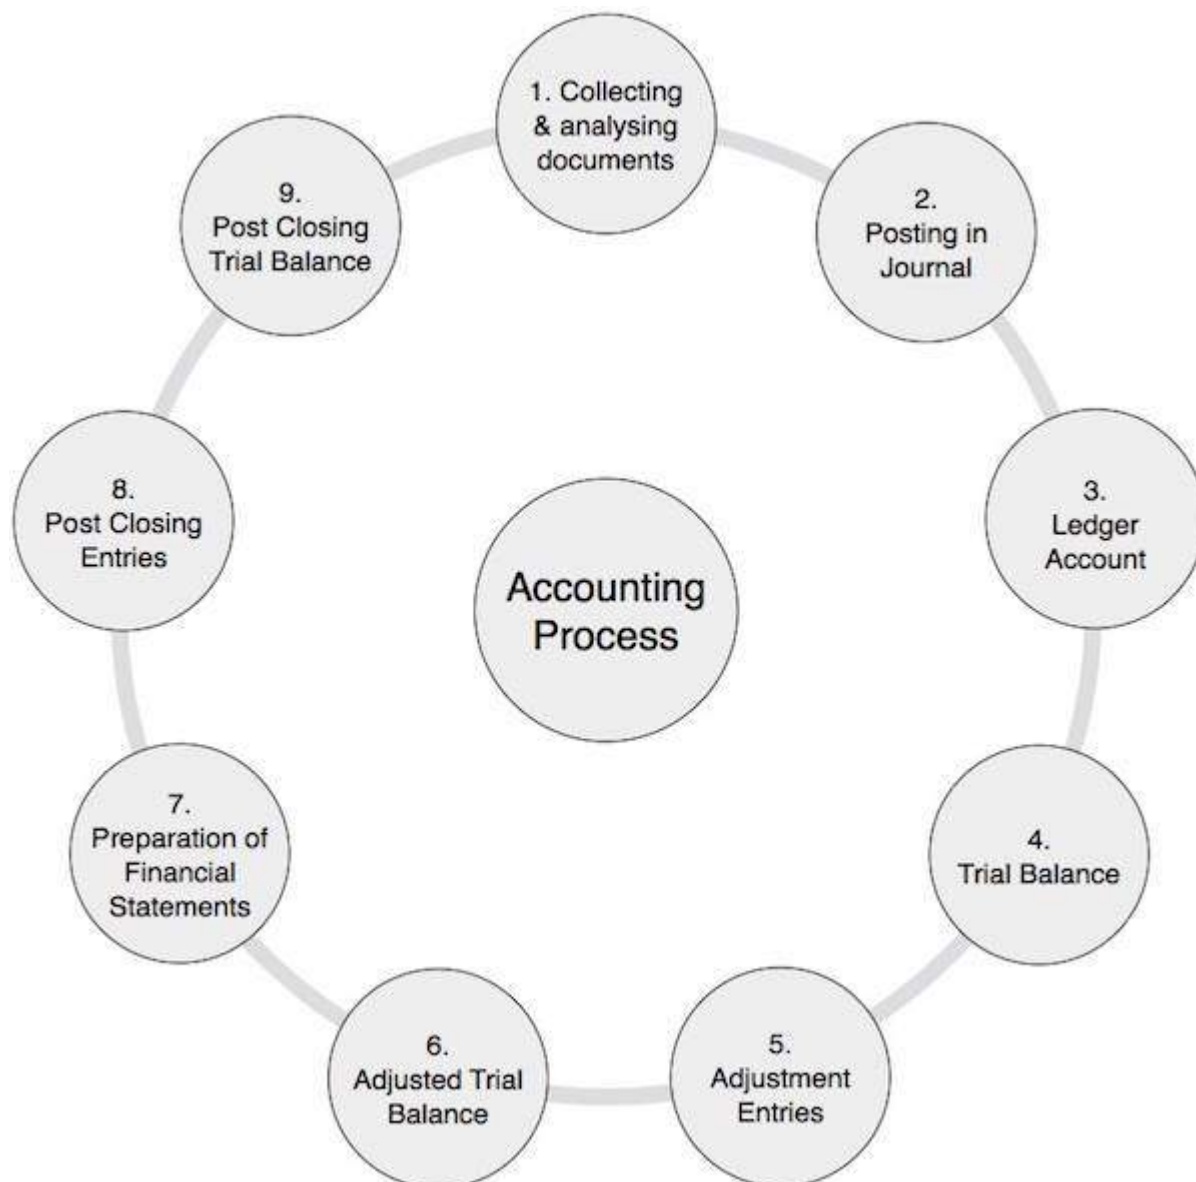 1. Collecting
& analysing
documents
2.
Posting in
Journal
3.
Ledger
Account
4.
Trial Balance
5.
Adjustment
Entries
6.
Adjusted Trial
Balance
7.
Preparation of
Financial
Statements
8.
Post Closing
Entries
9.
Post Closing
Trial Balance
Accounting
Process